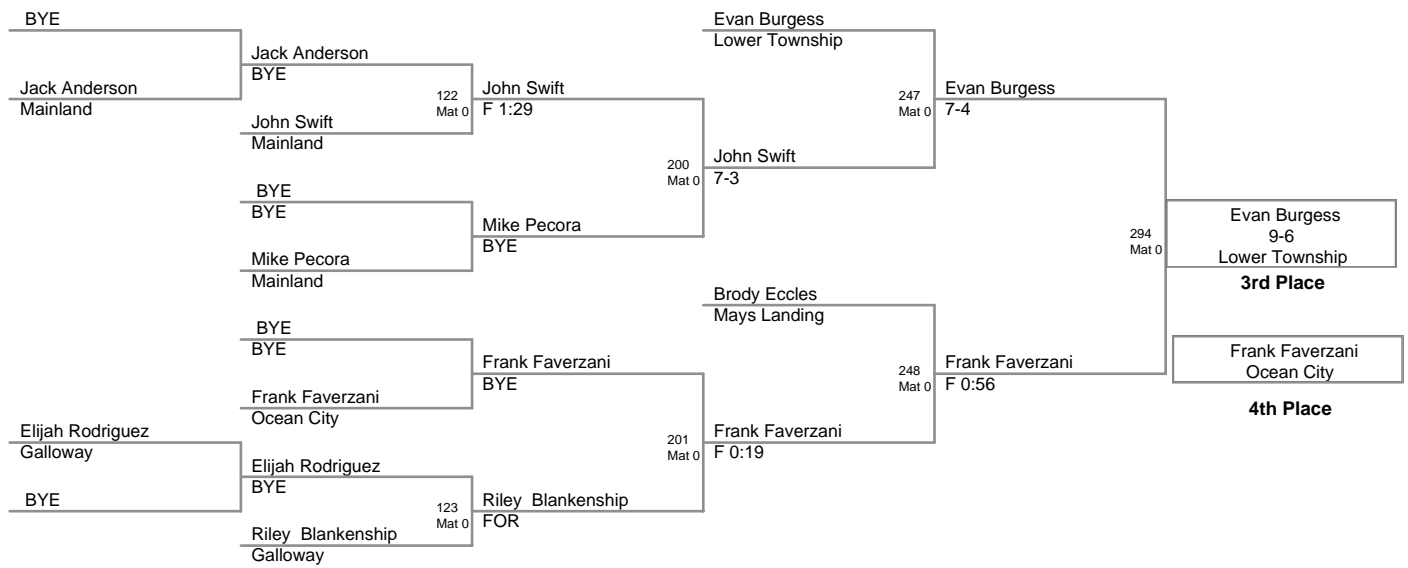 BYE
Jack Anderson
Mainland
Jack Anderson
BYE
John Swift
Mainland
122
Mat 0
John Swift
F 1:29
BYE
BYE
Mike Pecora
Mainland
Mike Pecora
BYE
200
Mat 0
John Swift
7-3
Evan Burgess
Lower Township
247
Mat 0
Evan Burgess
7-4
BYE
BYE
Frank Faverzani
Ocean City
Frank Faverzani
BYE
Elijah Rodriguez
Galloway
BYE
Elijah Rodriguez
BYE
Riley  Blankenship
Galloway
123
Mat 0
Riley  Blankenship
FOR
201
Mat 0
Frank Faverzani
F 0:19
Brody Eccles
Mays Landing
248
Mat 0
Frank Faverzani
F 0:56
294
Mat 0
Evan Burgess
9-6
Lower Township
3rd Place
Frank Faverzani
Ocean City
4th Place